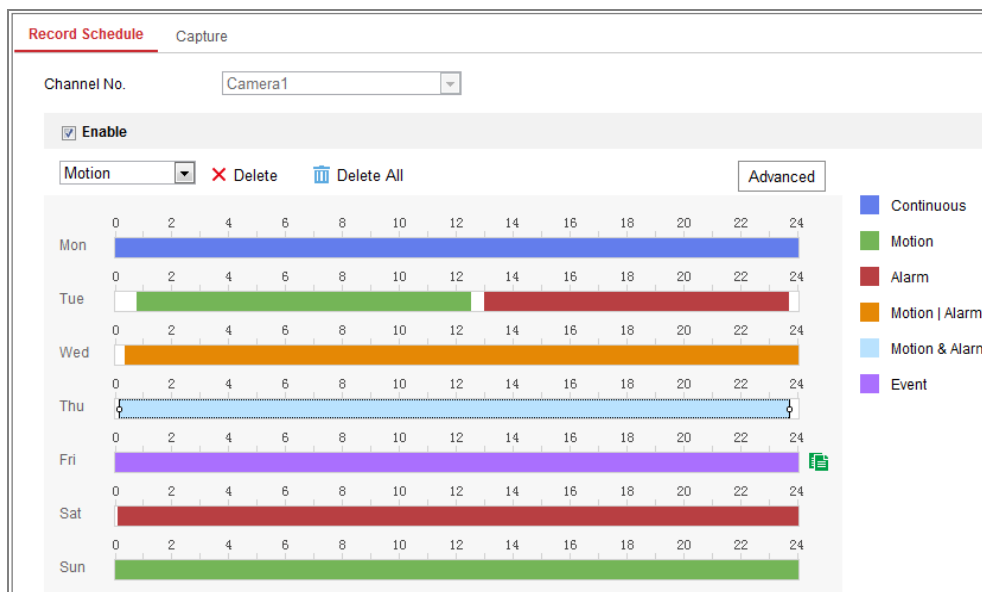 Record Schedule Capture
Channel No. Camera1
Enable
Motion Delete Delete All Advanced
0 2 4 6 8 10 12 14 16 18 20 22 24 Continuous
Mon Motion
0 2 4 6 8 10 12 14 16 18 20 22 24 Alarm
Tue
0 2 4 6 8 10 12 14 16 18 20 22 24 Motion | Alarm
Wed Motion & Alarm
0 2 4 6 8 10 12 14 16 18 20 22 24 Event
Thu
0 2 4 6 8 10 12 14 16 18 20 22 24
Fri
0 2 4 6 8 10 12 14 16 18 20 22 24
Sat
0 2 4 6 8 10 12 14 16 18 20 22 24
Sun